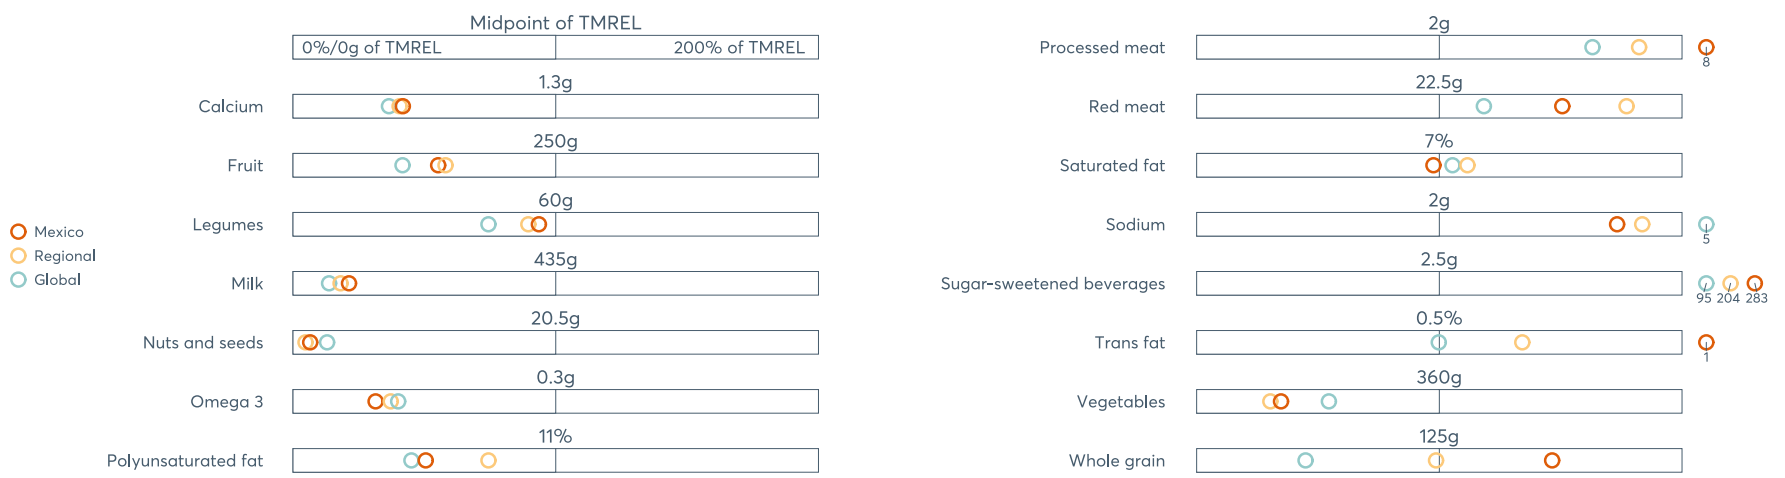 Midpoint of TMREL
0%/0g of TMREL 200% of TMREL
1.3g
Calcium
250g
Fruit
60g
Legumes
Mexico
Regional
Global
435g
Milk
20.5g
Nuts and seeds
0.3g
Omega 3
11%
Polyunsaturated fat
2g
Processed meat
8
22.5g
Red meat
7%
Saturated fat
2g
Sodium
5
2.5g
Sugar-sweetened beverages
95 204 283
0.5%
Trans fat
1
360g
Vegetables
125g
Whole grain